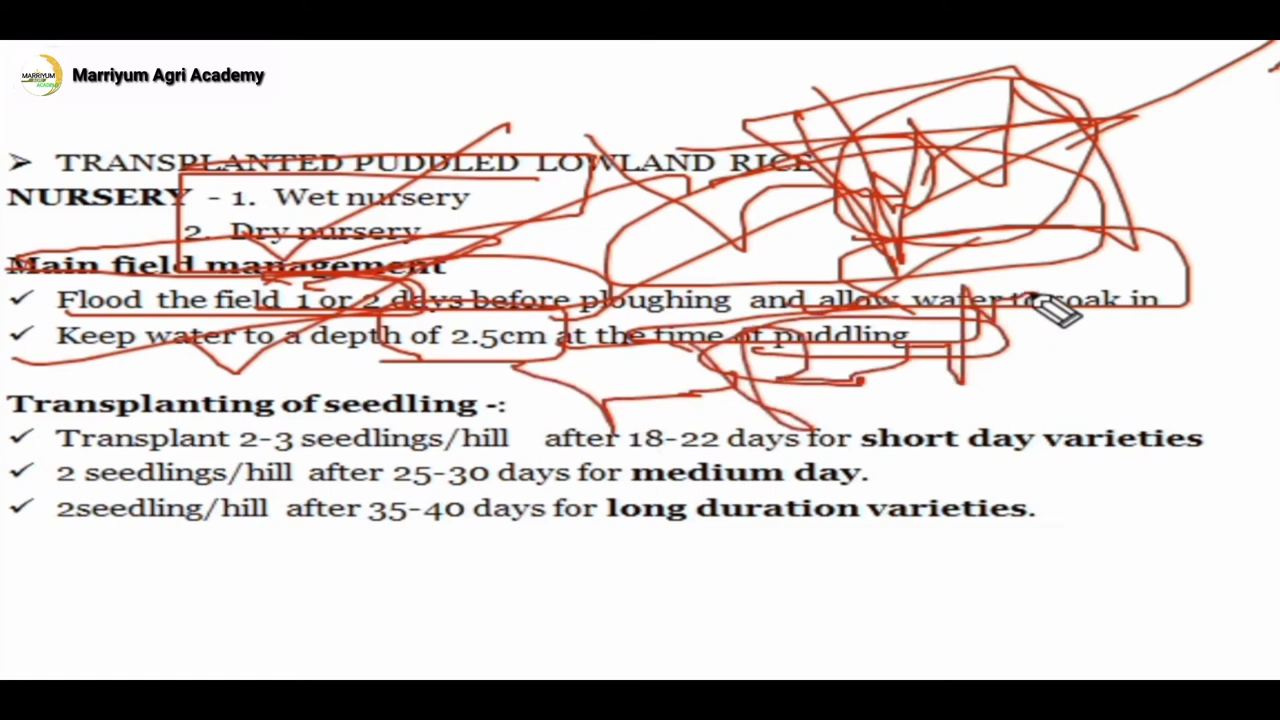 MARRIYUM
ACADEMY
Marriyum Agri Academy
➢ TRANSPLANTED PUDDLED LOWLAND RICE
NURSERY - 1. Wet nursery
2. Dry nursery
Main field management
✓ Flood the field 1 or 2 days before ploughing and allow water to soak in
✓ Keep water to a depth of 2.5cm at the time of puddling
Transplanting of seedling -:
✓ Transplant 2-3 seedlings/hill after 18-22 days for short day varieties
✓ 2 seedlings/hill after 25-30 days for medium day.
✓ 2seedling/hill after 35-40 days for long duration varieties.